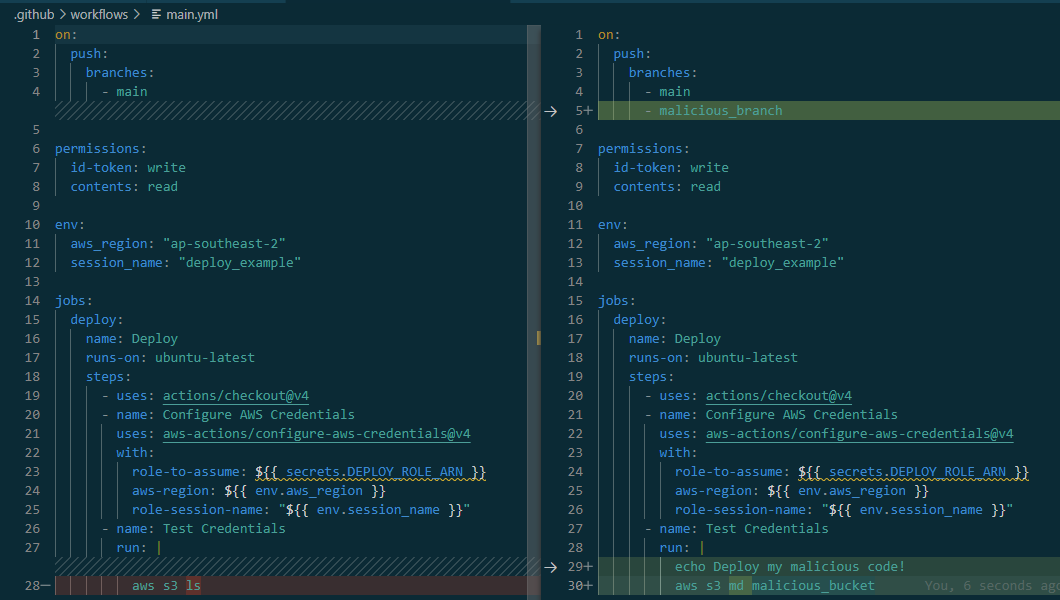 .github > workflows > main.yml
1 on:
2 push:
3 branches:
4 - main
5
6 permissions:
7 id-token: write
8 contents: read
9
10 env:
11 aws_region: "ap-southeast-2"
12 session_name: "deploy_example"
13
14 jobs:
15 deploy:
16 name: Deploy
17 runs-on: ubuntu-latest
18 steps:
19 - uses: actions/checkout@v4
20 - name: Configure AWS Credentials
21 uses: aws-actions/configure-aws-credentials@v4
22 with:
23 role-to-assume: ${{ secrets.DEPLOY_ROLE_ARN }}
24 aws-region: ${{ env.aws_region }}
25 role-session-name: "${{ env.session_name }}"
26 - name: Test Credentials
27 run: |
28- aws s3 ls
1 on:
2 push:
3 branches:
4 - main
5+ - malicious_branch
6
7 permissions:
8 id-token: write
9 contents: read
10
11 env:
12 aws_region: "ap-southeast-2"
13 session_name: "deploy_example"
14
15 jobs:
16 deploy:
17 name: Deploy
18 runs-on: ubuntu-latest
19 steps:
20 - uses: actions/checkout@v4
21 - name: Configure AWS Credentials
22 uses: aws-actions/configure-aws-credentials@v4
23 with:
24 role-to-assume: ${{ secrets.DEPLOY_ROLE_ARN }}
25 aws-region: ${{ env.aws_region }}
26 role-session-name: "${{ env.session_name }}"
27 - name: Test Credentials
28 run: |
29+ echo Deploy my malicious code!
30+ aws s3 md malicious_bucket You, 6 seconds ago